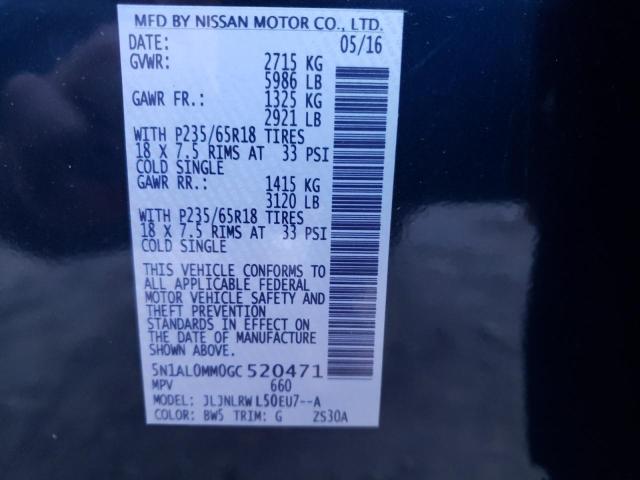 MFD BY NISSAN MOTOR CO., LTD.
DATE: 05/16
GVWR: 2715 KG
5986 LB
GAWR FR.: 1325 KG
2921 LB
WITH P235/65R18 TIRES
18 X 7.5 RIMS AT 33 PSI
COLD SINGLE
GAWR RR.: 1415 KG
3120 LB
WITH P235/65R18 TIRES
18 X 7.5 RIMS AT 33 PSI
COLD SINGLE
THIS VEHICLE CONFORMS TO
ALL APPLICABLE FEDERAL
MOTOR VEHICLE SAFETY AND
THEFT PREVENTION
STANDARDS IN EFFECT ON
THE DATE OF MANUFACTURE
SHOWN ABOVE.
5N1AL0MM0GC520471
MPV 660
MODEL: JLJNLRWL50EU7--A
COLOR: BW5 TRIM: G ZS30A